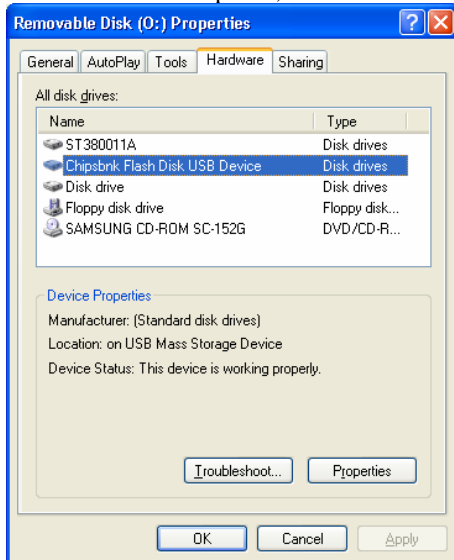 Removable Disk (O:) Properties
General AutoPlay Tools Hardware Sharing
All disk drives:
Name Type
ST380011A Disk drives
Chipsbnk Flash Disk USB Device Disk drives
Disk drive Disk drives
Floppy disk drive Floppy disk...
SAMSUNG CD-ROM SC-152G DVD/CD-R...
Device Properties
Manufacturer: (Standard disk drives)
Location: on USB Mass Storage Device
Device Status: This device is working properly.
Troubleshoot... Properties
OK Cancel Apply